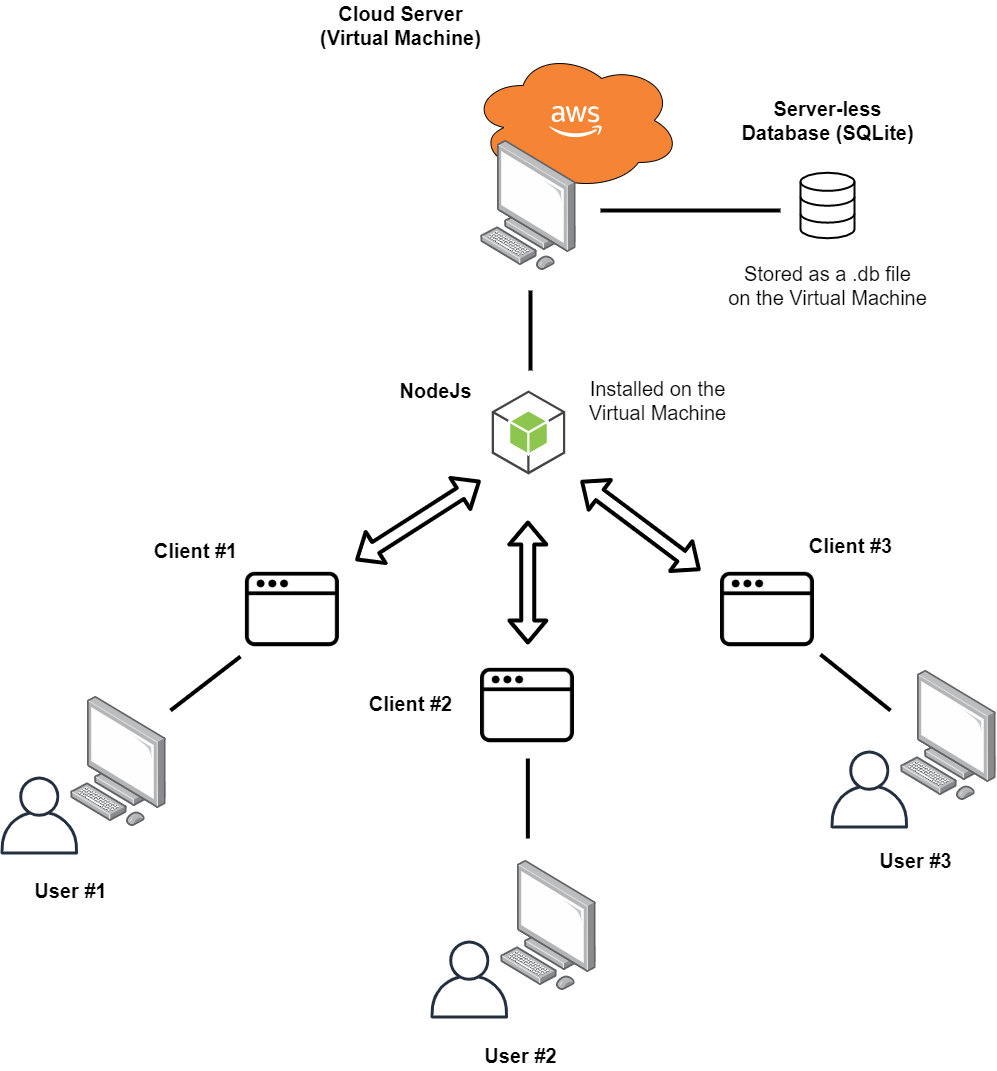 Cloud Server
(Virtual Machine)
aws
Server-less
Database (SQLite)
Stored as a .db file
on the Virtual Machine
NodeJs
Installed on the
Virtual Machine
Client #1
Client #3
Client #2
User #1
User #3
User #2